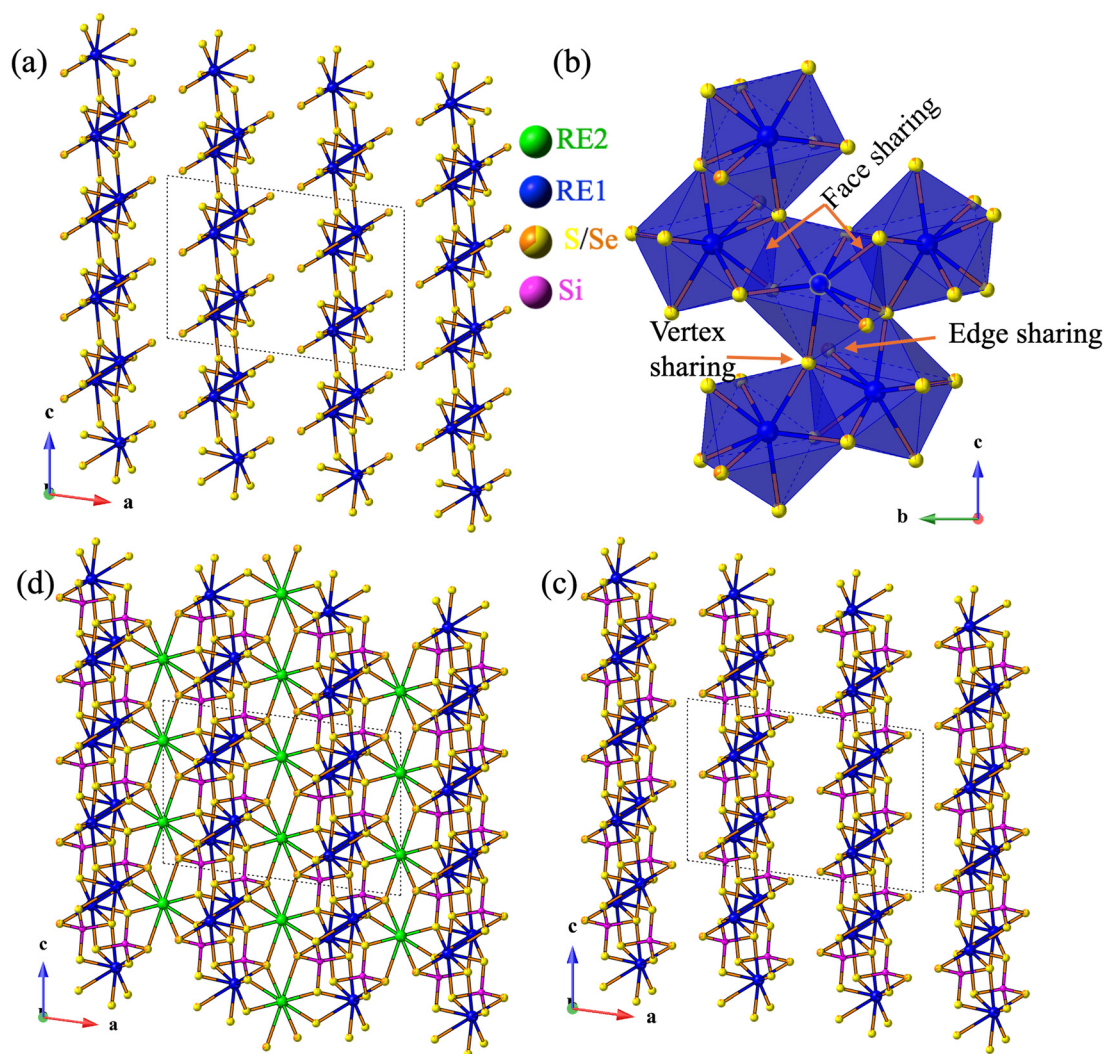 (a)
c
a
RE2
RE1
S/Se
Si
(b)
Face sharing
Vertex
sharing
Edge sharing
c
b
(d)
c
a
(c)
c
a